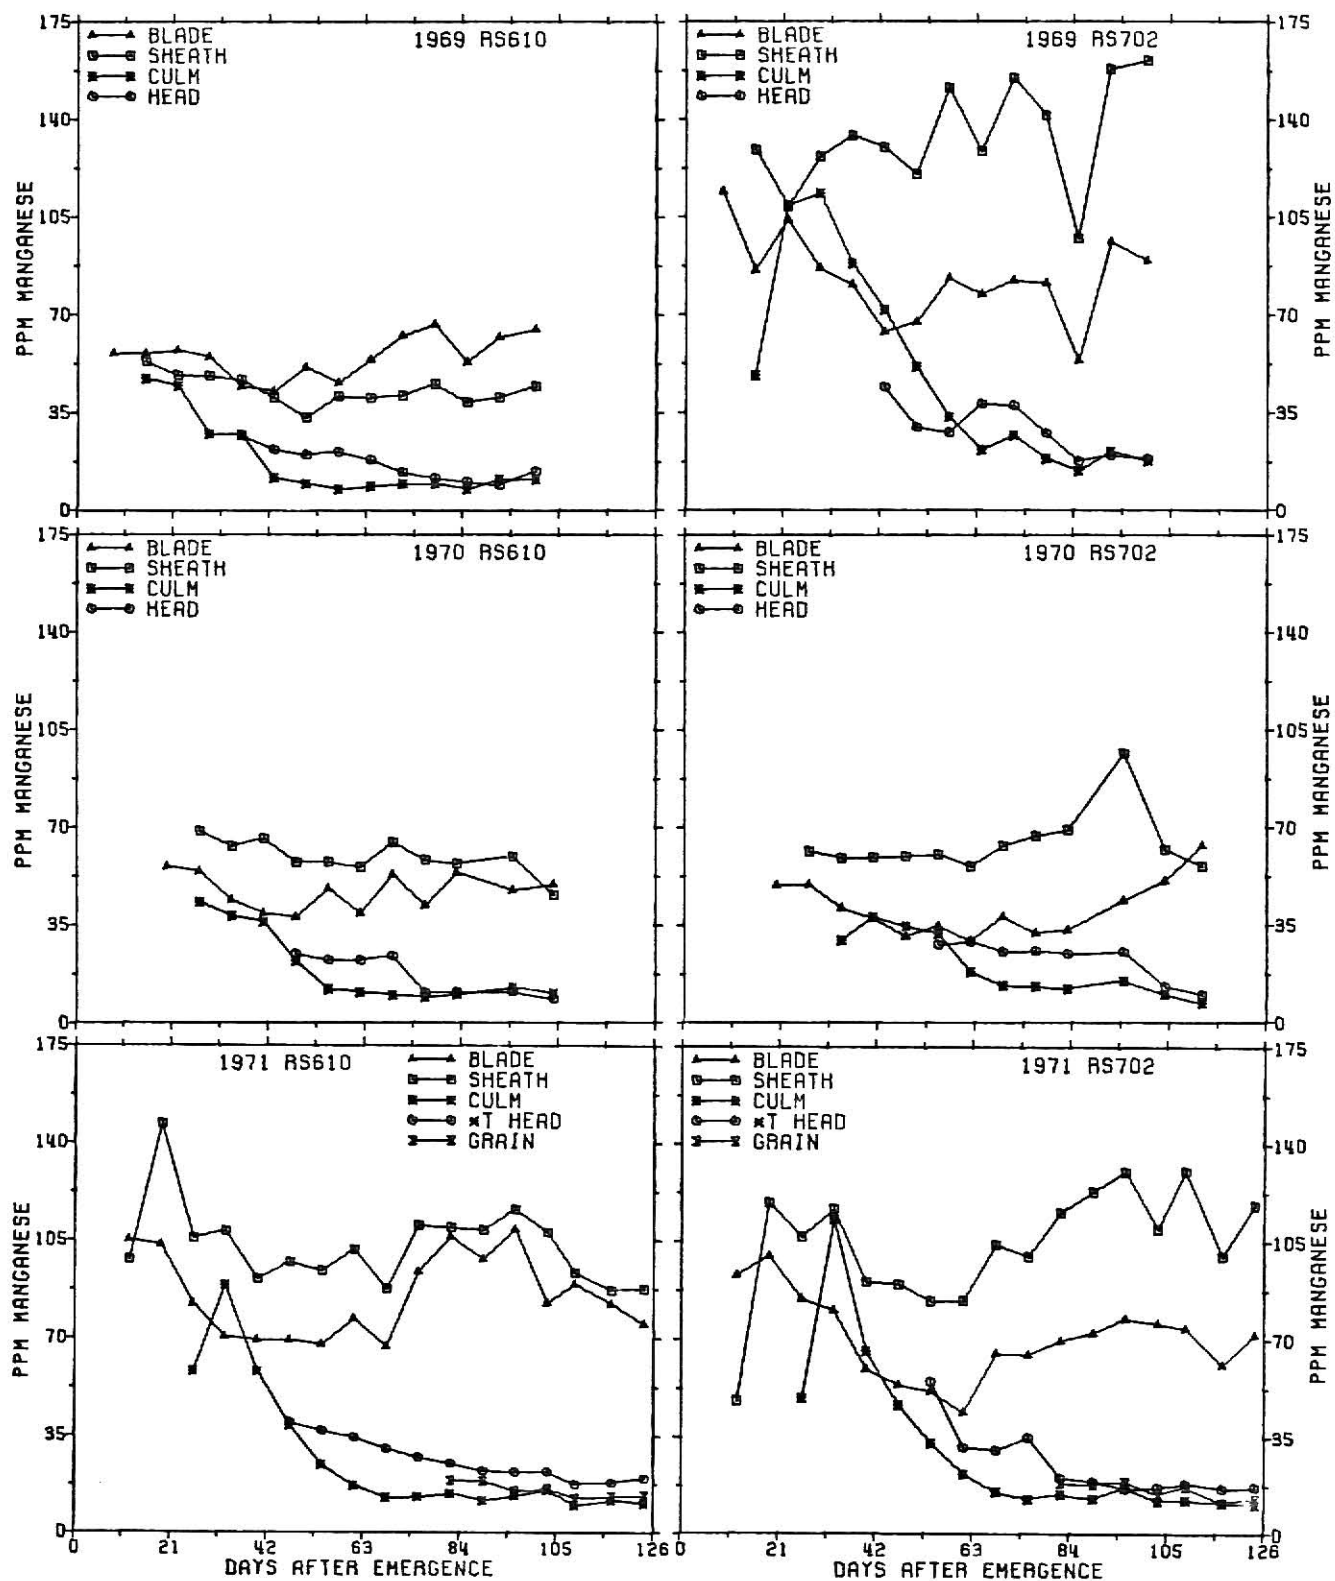 1969 RS610
BLADE
SHEATH
CULM
HEAD
175
140
105
70
35
0
PPM MANGANESE
1969 RS702
BLADE
SHEATH
CULM
HEAD
175
140
105
70
35
0
PPM MANGANESE
1970 RS610
BLADE
SHEATH
CULM
HEAD
175
140
105
70
35
0
PPM MANGANESE
1970 RS702
BLADE
SHEATH
CULM
HEAD
175
140
105
70
35
0
PPM MANGANESE
1971 RS610
BLADE
SHEATH
CULM
*T HEAD
GRAIN
175
140
105
70
35
0
PPM MANGANESE
0 21 42 63 84 105 126
DAYS AFTER EMERGENCE
1971 RS702
BLADE
SHEATH
CULM
*T HEAD
GRAIN
175
140
105
70
35
0
PPM MANGANESE
0 21 42 63 84 105 126
DAYS AFTER EMERGENCE